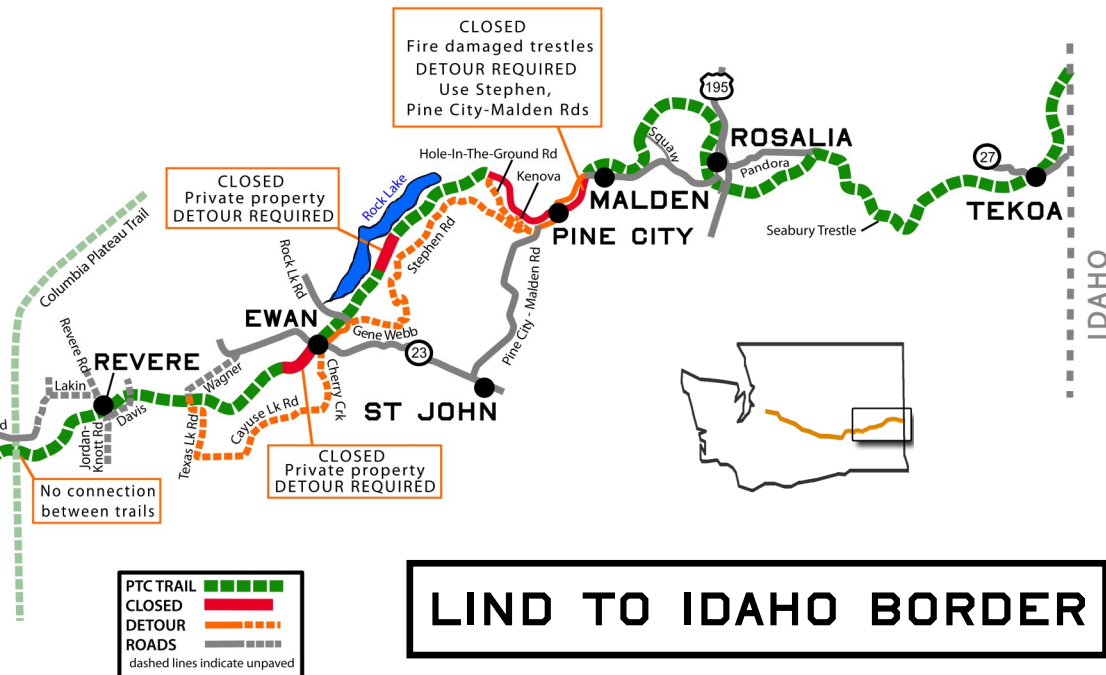 CLOSED
Fire damaged trestles
DETOUR REQUIRED
Use Stephen,
Pine City-Malden Rds
195
ROSALIA
Squaw
Pandora
27
TEKOA
Hole-In-The-Ground Rd
Kenova
MALDEN
PINE CITY
Seabury Trestle
IDAHO
CLOSED
Private property
DETOUR REQUIRED
Rock Lake
Stephen Rd
Columbia Plateau Trail
Rock Lk Rd
Pine City - Malden Rd
EWAN
Gene Webb
23
Revere Rd
REVERE
Lakin
Wagner
Cherry Crk
ST JOHN
Davis
Jordan-
Knott Rd
Texas Lk Rd
Cayuse Lk Rd
d
CLOSED
Private property
DETOUR REQUIRED
No connection
between trails
PTC TRAIL
CLOSED
DETOUR
ROADS
dashed lines indicate unpaved
LIND TO IDAHO BORDER